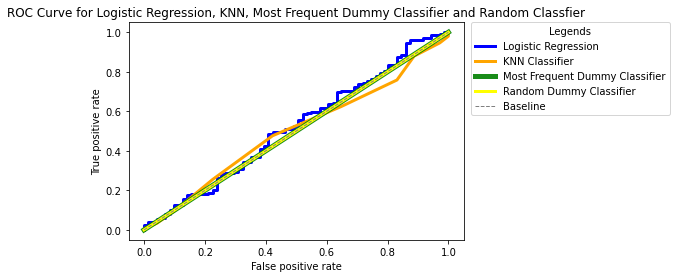 ROC Curve for Logistic Regression, KNN, Most Frequent Dummy Classifier and Random Classfier
Legends
Logistic Regression
KNN Classifier
Most Frequent Dummy Classifier
Random Dummy Classifier
Baseline
True positive rate
1.0
0.8
0.6
0.4
0.2
0.0
0.0 0.2 0.4 0.6 0.8 1.0
False positive rate